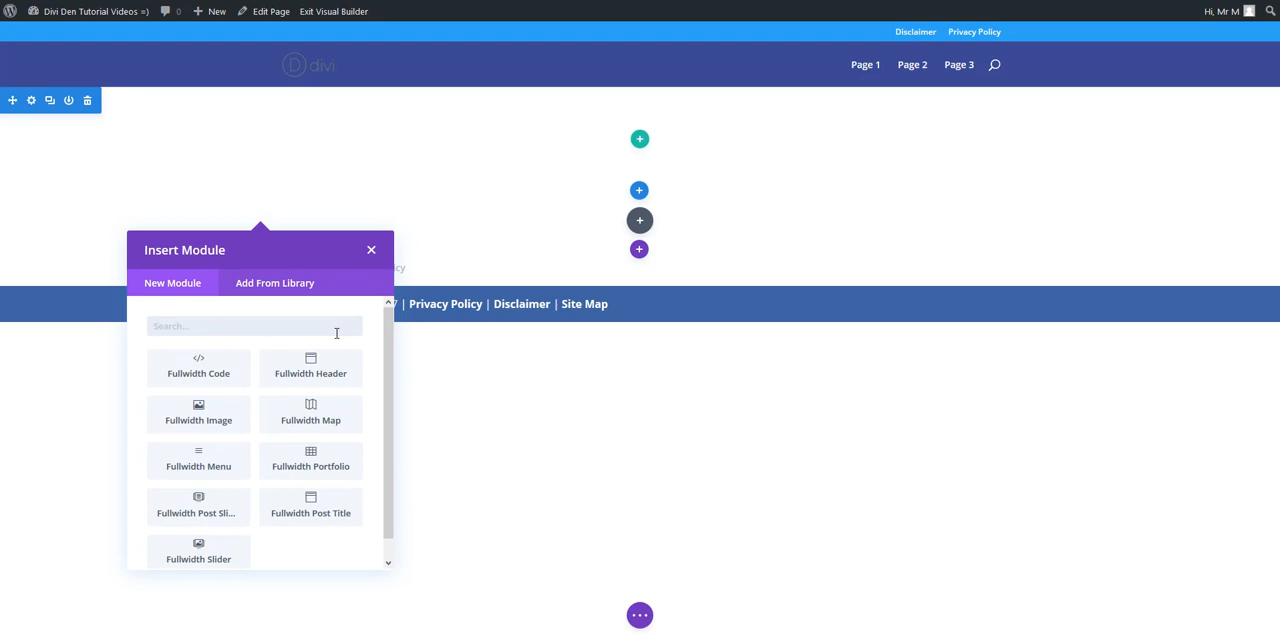 Divi Den Tutorial Videos =) 0 New Edit Page Exit Visual Builder Hi, Mr M
Disclaimer Privacy Policy
D divi Page 1 Page 2 Page 3
Insert Module
New Module Add From Library
Search...
Fullwidth Code Fullwidth Header
Fullwidth Image Fullwidth Map
Fullwidth Menu Fullwidth Portfolio
Fullwidth Post Sli... Fullwidth Post Title
Fullwidth Slider
| Privacy Policy | Disclaimer | Site Map